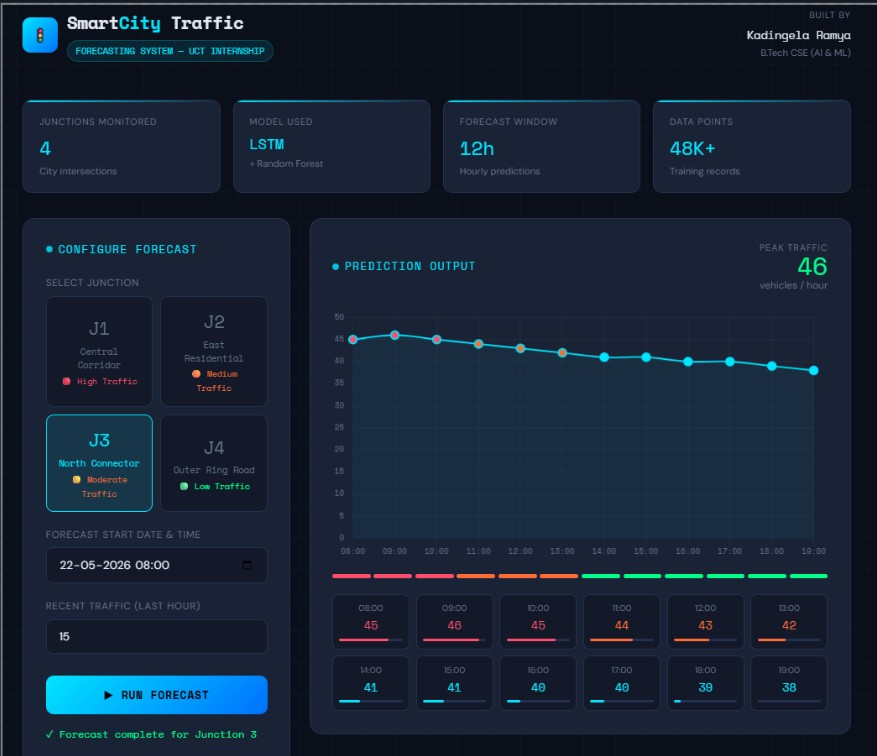 SmartCity Traffic
FORECASTING SYSTEM — UCT INTERNSHIP
BUILT BY
Kadingela Ramya
B.Tech CSE (AI & ML)
JUNCTIONS MONITORED
4
City intersections
MODEL USED
LSTM
+ Random Forest
FORECAST WINDOW
12h
Hourly predictions
DATA POINTS
48K+
Training records
CONFIGURE FORECAST
SELECT JUNCTION
J1
Central
Corridor
High Traffic
J2
East
Residential
Medium
Traffic
J3
North Connector
Moderate
Traffic
J4
Outer Ring Road
Low Traffic
FORECAST START DATE & TIME
22-05-2026 08:00
RECENT TRAFFIC (LAST HOUR)
15
▶ RUN FORECAST
✓ Forecast complete for Junction 3
PREDICTION OUTPUT
PEAK TRAFFIC
46
vehicles / hour
50
45
40
35
30
25
20
15
10
5
0
08:00 09:00 10:00 11:00 12:00 13:00 14:00 15:00 16:00 17:00 18:00 19:00
08:00 09:00 10:00 11:00 12:00 13:00
45 46 45 44 43 42
14:00 15:00 16:00 17:00 18:00 19:00
41 41 40 40 39 38